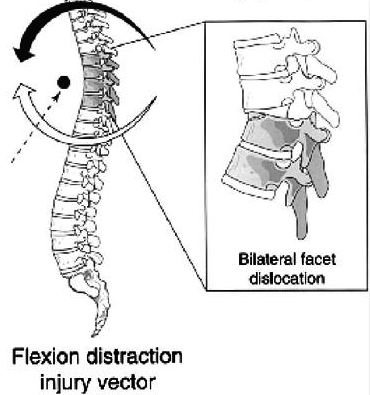 Bilateral facet
dislocation
Flexion distraction
injury vector